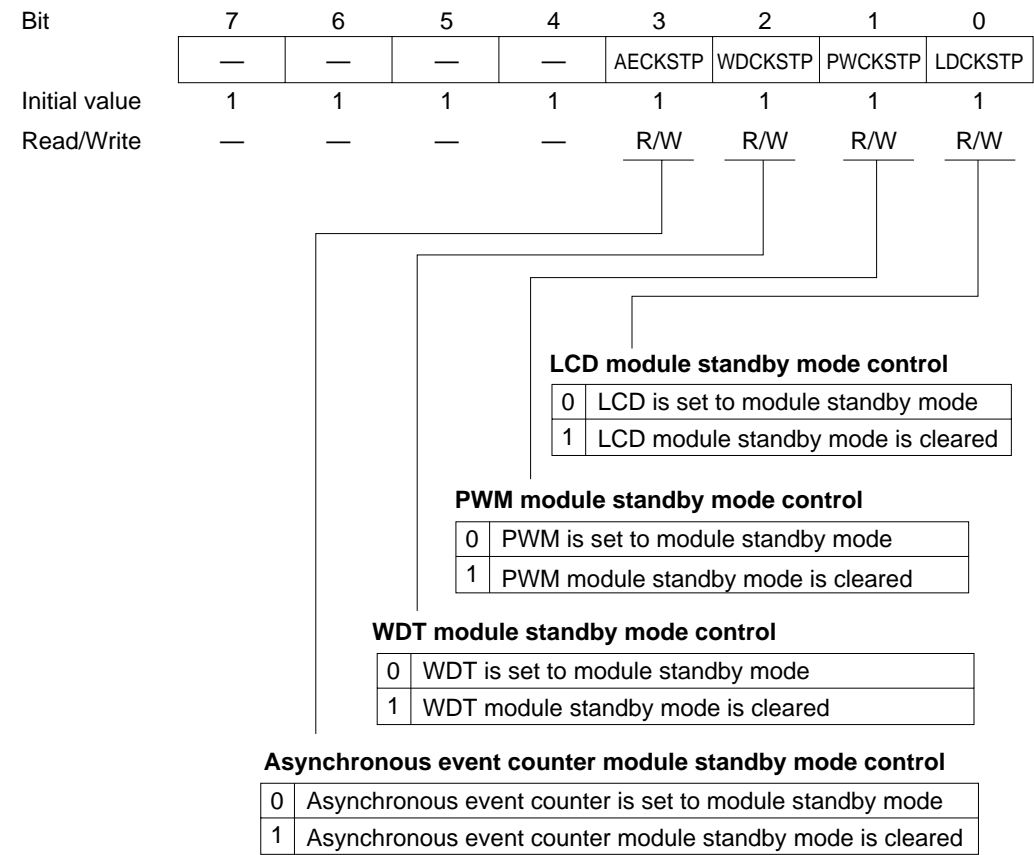 Bit 7 6 5 4 3 2 1 0
— — — — AECKSTP WDCKSTP PWCKSTP LDCKSTP
Initial value 1 1 1 1 1 1 1 1
Read/Write — — — — R/W R/W R/W R/W
LCD module standby mode control
0 LCD is set to module standby mode
1 LCD module standby mode is cleared
PWM module standby mode control
0 PWM is set to module standby mode
1 PWM module standby mode is cleared
WDT module standby mode control
0 WDT is set to module standby mode
1 WDT module standby mode is cleared
Asynchronous event counter module standby mode control
0 Asynchronous event counter is set to module standby mode
1 Asynchronous event counter module standby mode is cleared